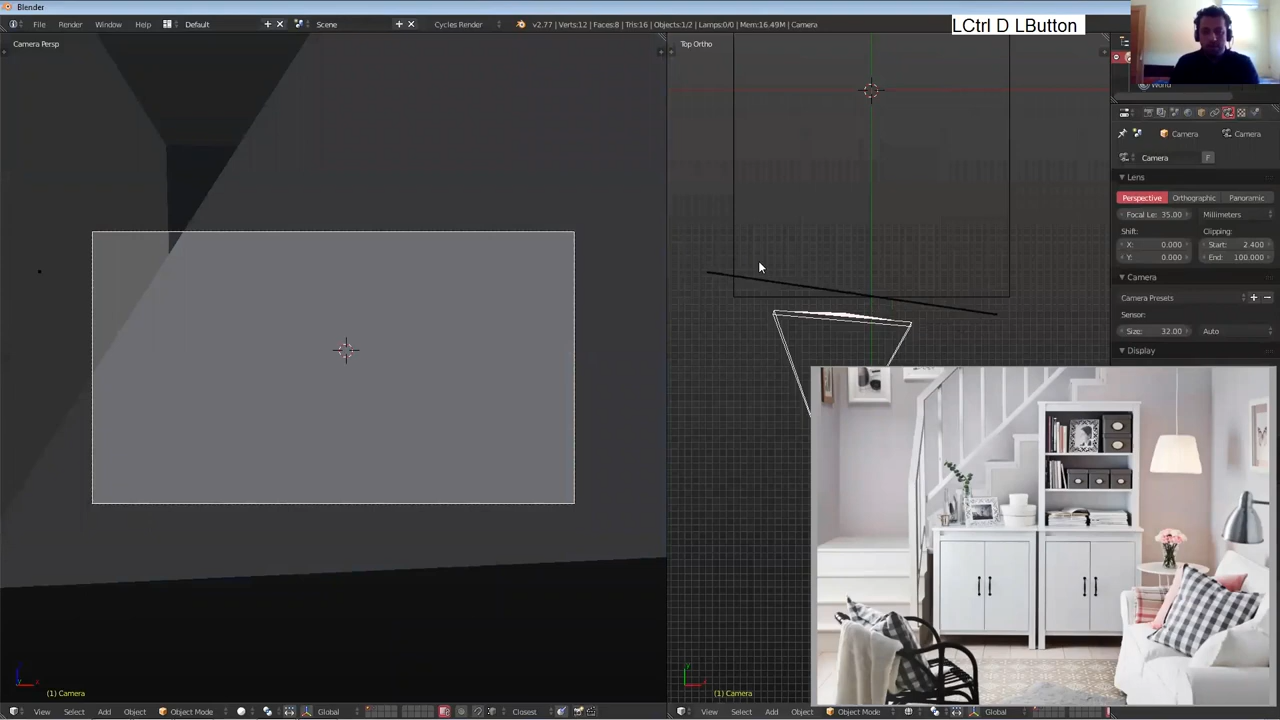 Blender
File Render Window Help Default Scene Cycles Render v2.77 | Verts:12 | Faces:8 | Tris:16 | Objects:1/2 | Lamps:0/0 | Mem:16.49M | Camera
LCtrl D LButton
Camera Persp
Top Ortho
World
Camera Camera
Camera F
Lens
Perspective Orthographic Panoramic
Focal Le: 35.00 Millimeters
Shift: Clipping:
X: 0.000 Start: 2.400
Y: 0.000 End: 100.000
Camera
Camera Presets
Sensor:
Size: 32.00 Auto
Display
(1) Camera
(1) Camera
View Select Add Object Object Mode Global Closest
View Select Add Object Object Mode Global